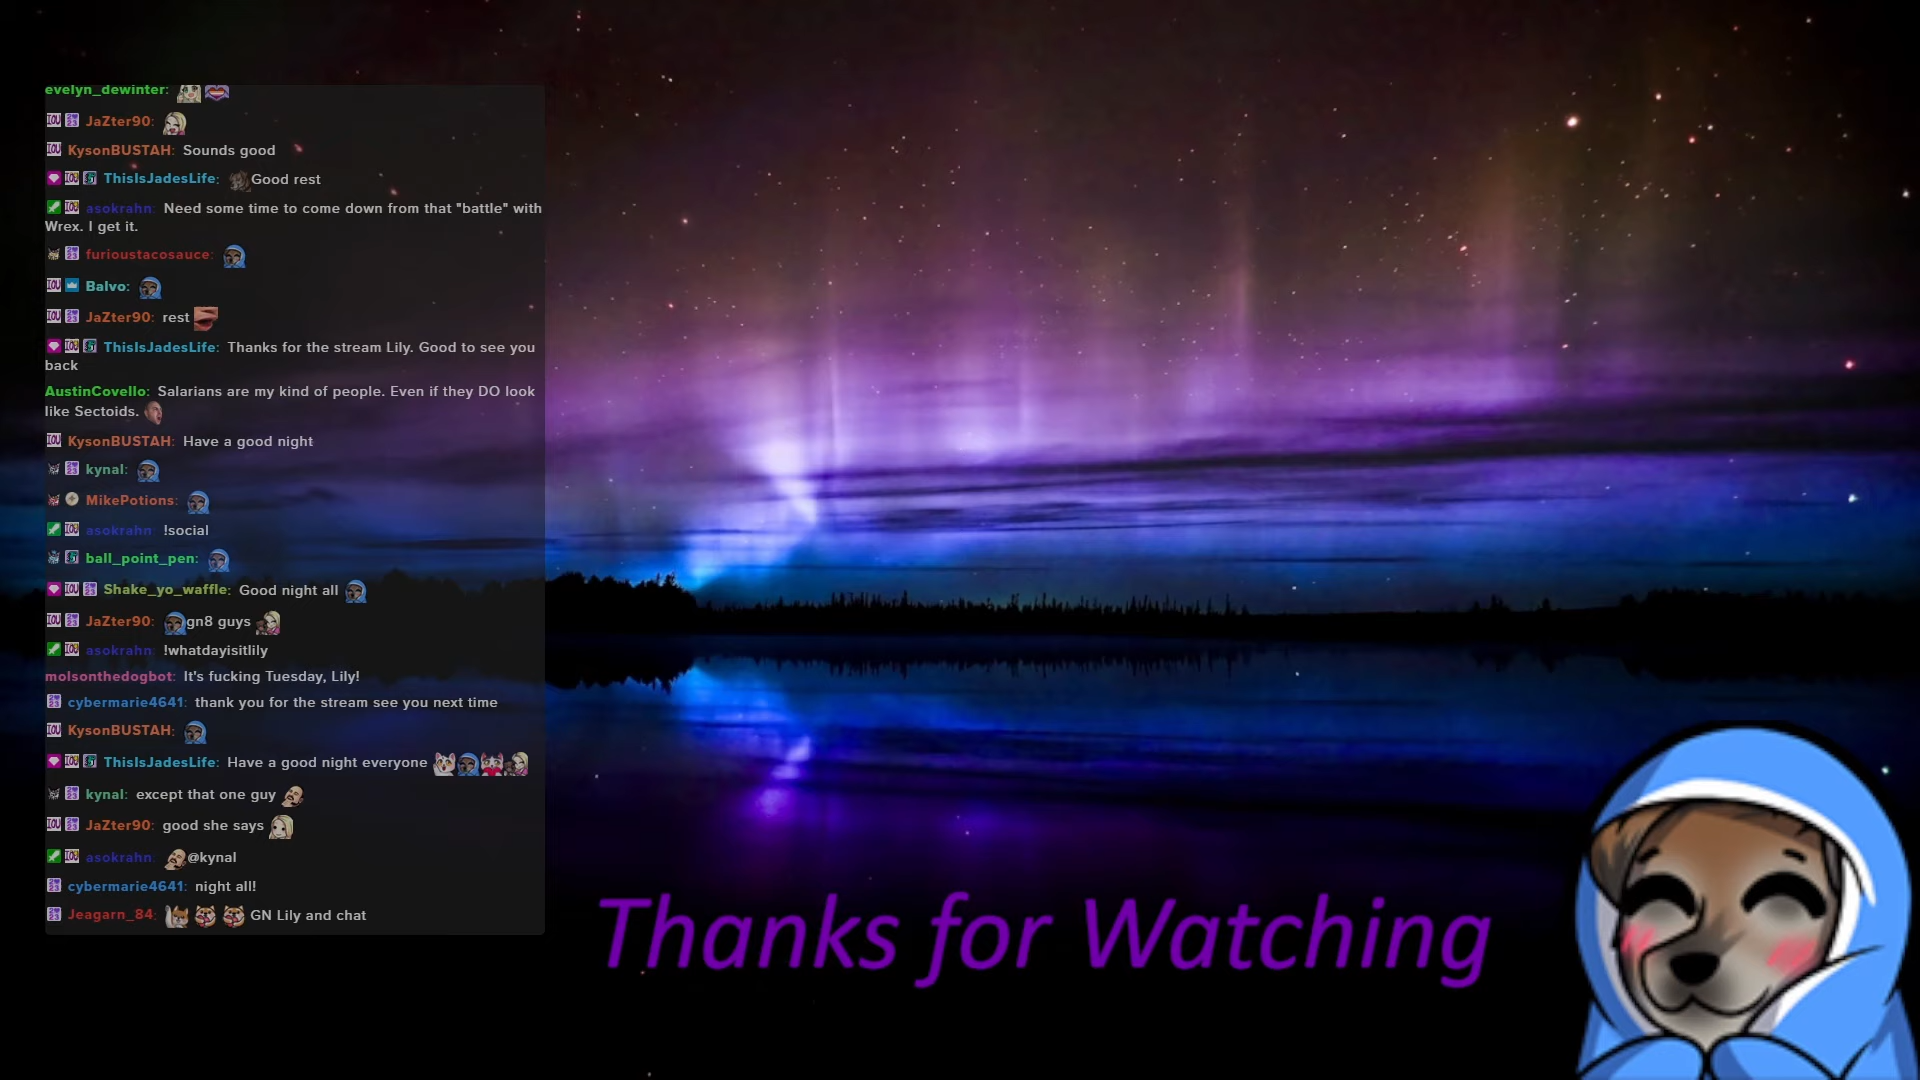 evelyn_dewinter:
JaZter90:
KysonBUSTAH: Sounds good
ThisIsJadesLife: Good rest
asokrahn: Need some time to come down from that "battle" with
Wrex. I get it.
furioustacosauce:
Balvo:
JaZter90: rest
ThisIsJadesLife: Thanks for the stream Lily. Good to see you
back
AustinCovello: Salarians are my kind of people. Even if they DO look
like Sectoids.
KysonBUSTAH: Have a good night
kynal:
MikePotions:
asokrahn: !social
ball_point_pen:
Shake_yo_waffle: Good night all
JaZter90: gn8 guys
asokrahn: !whatdayisitlily
molsonthedogbot: It's fucking Tuesday, Lily!
cybermarie4641: thank you for the stream see you next time
KysonBUSTAH:
ThisIsJadesLife: Have a good night everyone
kynal: except that one guy
JaZter90: good she says
asokrahn: @kynal
cybermarie4641: night all!
Jeagarn_84: GN Lily and chat
Thanks for Watching